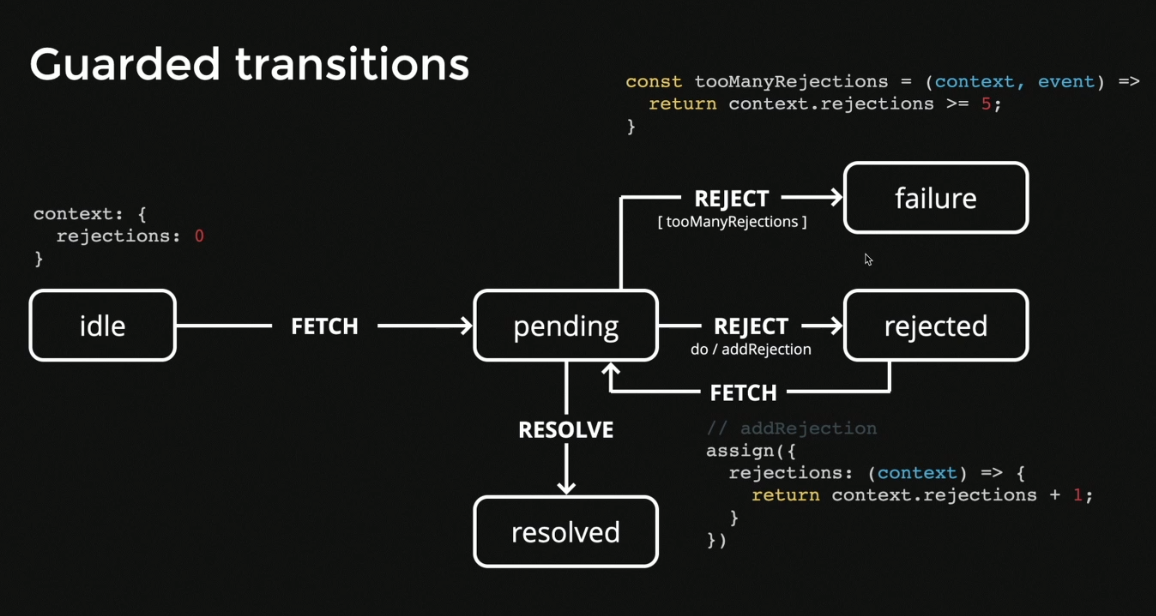 Guarded transitions
const tooManyRejections = (context, event) =>
return context.rejections >= 5;
}
context: {
rejections: 0
}
REJECT
[ tooManyRejections ]
failure
idle
FETCH
pending
REJECT
do / addRejection
rejected
FETCH
RESOLVE
// addRejection
assign({
rejections: (context) => {
return context.rejections + 1;
}
})
resolved